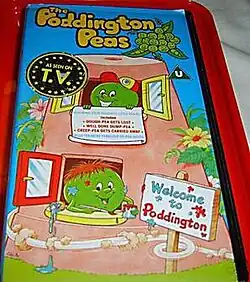 The
Poddington
Peas
AS SEEN ON
T.V.
U
Included
• DOUGH-PEA GETS LOST •
• WELL DONE DUMP-PEA •
• CREEP-PEA GETS CARRIED AWAY •
Welcome
to
Poddington